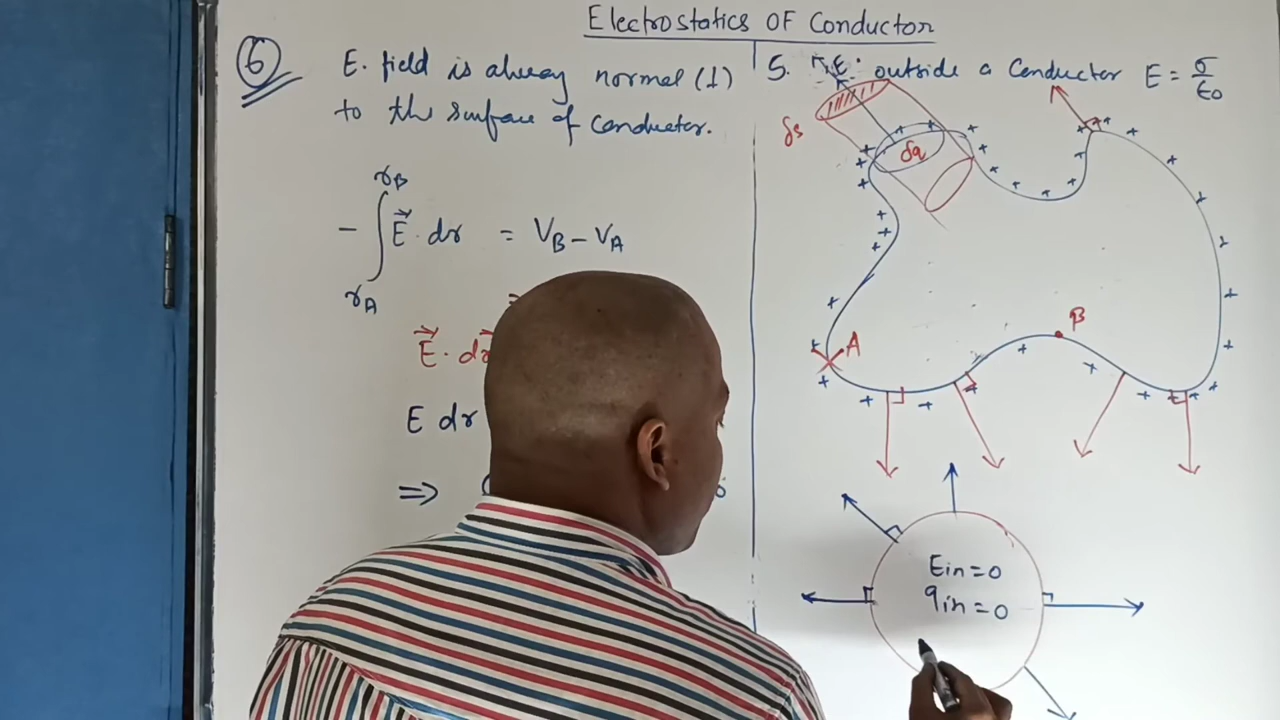 Electrostatics OF Conductor
6
E. field is alway normal (⊥)
to the surface of conductor.
rB
- ∫ E⃗. dr = VB - VA
rA
E⃗. dr⃗
E dr
⇒
5. E. outside a Conductor E = σ/ε0
δs
δq
+ + + + + + + + + + + + + + + + + + + + + + + + + + + + + + + +
A
B
Ein = 0
qin = 0